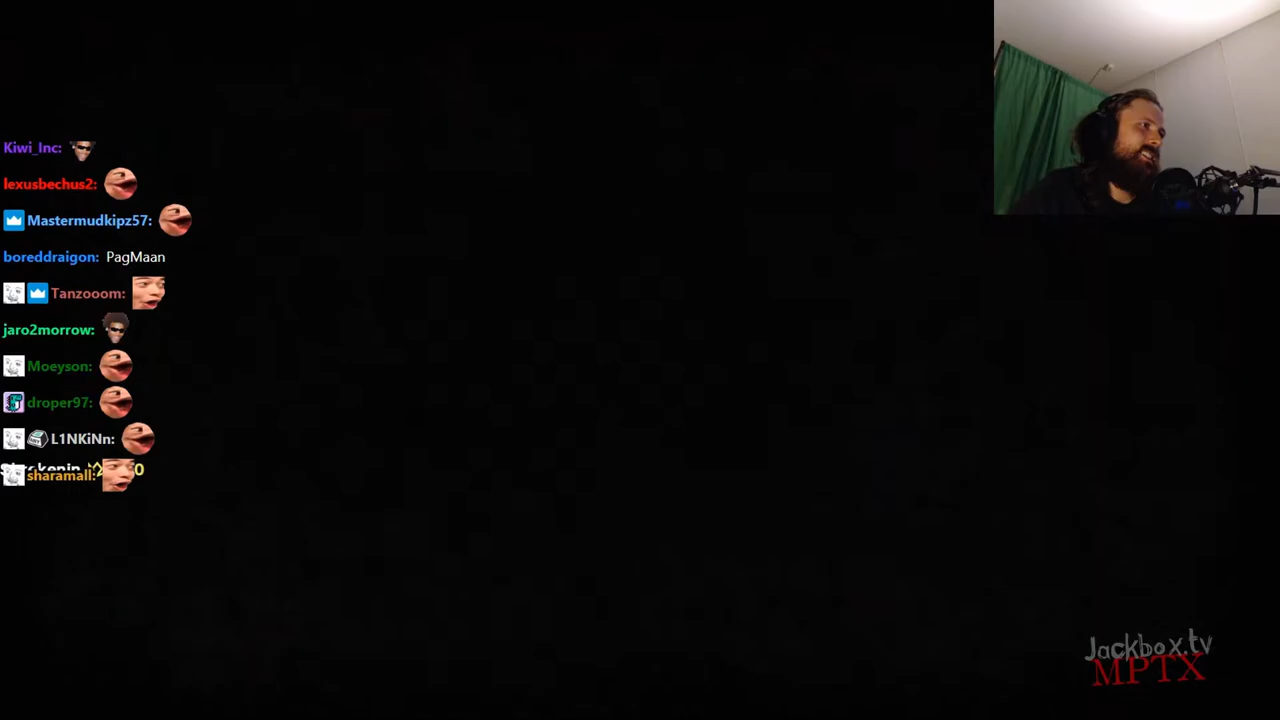 Kiwi_Inc:
lexusbechus2:
Mastermudkipz57:
boreddraigon: PagMaan
Tanzooom:
jaro2morrow:
Moeyson:
droper97:
L1NKiNn:
sharamall:
Jackbox.tv
MPTX